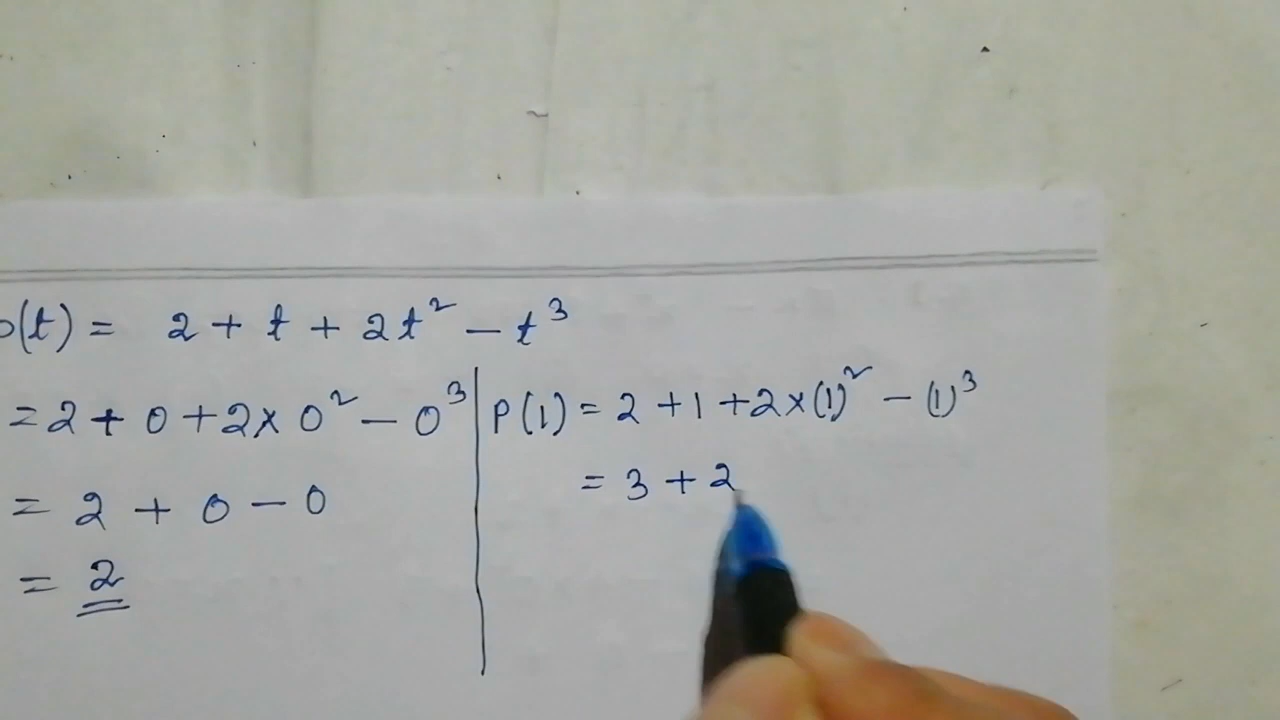 p(t) = 2 + t + 2t² - t³
= 2 + 0 + 2 × 0² - 0³
= 2 + 0 - 0
= 2
P(1) = 2 + 1 + 2 × (1)² - (1)³
= 3 + 2